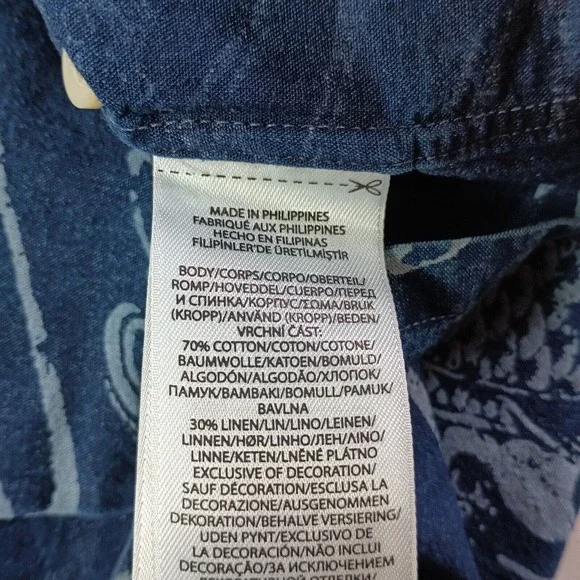 MADE IN PHILIPPINES
FABRIQUÉ AUX PHILIPPINES
HECHO EN FILIPINAS
FİLİPİNLER'DE ÜRETİLMİŞTİR
BODY/CORPS/CORPO/OBERTEIL/
ROMP/HOVEDDEL/CUERPO/ПЕРЕД
И СПИНКА/КОРПУС/ΣΩΜΑ/BRUK
(KROPP)/ANVÄND (KROPP)/BEDEN/
VRCHNÍ ČÁST:
70% COTTON/COTON/COTONE/
BAUMWOLLE/KATOEN/BOMULD/
ALGODÓN/ALGODÃO/ХЛОПОК/
ПАМУК/ΒΑΜΒΑΚΙ/BOMULL/PAMUK/
BAVLNA
30% LINEN/LIN/LINO/LEINEN/
LINNEN/HØR/LINHO/ЛЕН/ΛΙΝΟ/
LINNE/KETEN/LNĚNÉ PLÁTNO
EXCLUSIVE OF DECORATION/
SAUF DÉCORATION/ESCLUSA LA
DECORAZIONE/AUSGENOMMEN
DEKORATION/BEHALVE VERSIERING/
UDEN PYNT/EXCLUSIVO DE
LA DECORACIÓN/NÃO INCLUI
DECORAÇÃO/ЗА ИСКЛЮЧЕНИЕМ